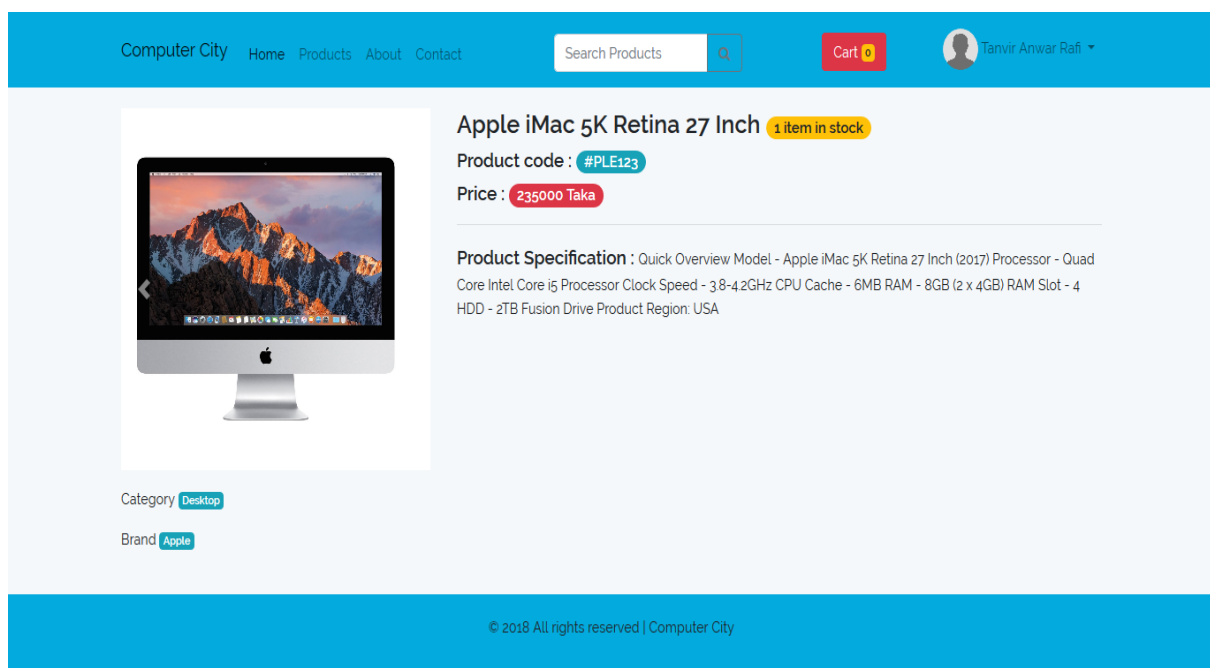 Computer City Home Products About Contact Search Products Cart 0 Tanvir Anwar Rafi
Apple iMac 5K Retina 27 Inch 1 item in stock
Product code : #PLE123
Price : 235000 Taka
Product Specification : Quick Overview Model - Apple iMac 5K Retina 27 Inch (2017) Processor - Quad
Core Intel Core i5 Processor Clock Speed - 3.8-4.2GHz CPU Cache - 6MB RAM - 8GB (2 x 4GB) RAM Slot - 4
HDD - 2TB Fusion Drive Product Region: USA
Category Desktop
Brand Apple
© 2018 All rights reserved | Computer City